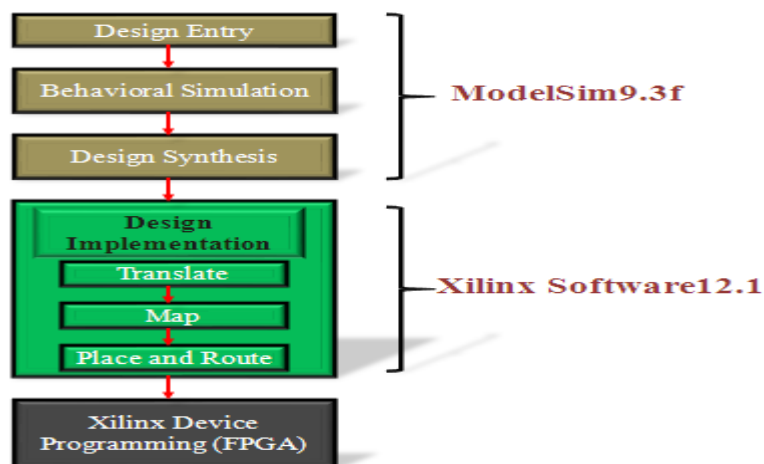 Design Entry
Behavioral Simulation
ModelSim9.3f
Design Synthesis
Design
Implementation
Translate
Map
Place and Route
Xilinx Software12.1
Xilinx Device
Programming (FPGA)